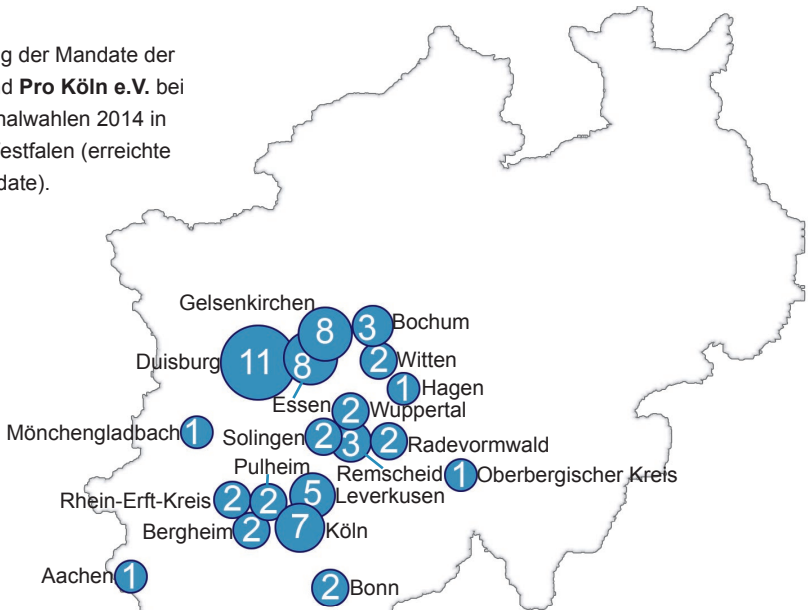 g der Mandate der
d Pro Köln e.V. bei
nalwahlen 2014 in
estfalen (erreichte
date).
Gelsenkirchen
8
3 Bochum
Duisburg 11
8
2 Witten
1 Hagen
Essen
2 Wuppertal
Mönchengladbach 1
Solingen 2
3
2 Radevormwald
Pulheim
Remscheid
1 Oberbergischer Kreis
Rhein-Erft-Kreis 2
2
5 Leverkusen
Bergheim 2
7 Köln
Aachen 1
2 Bonn